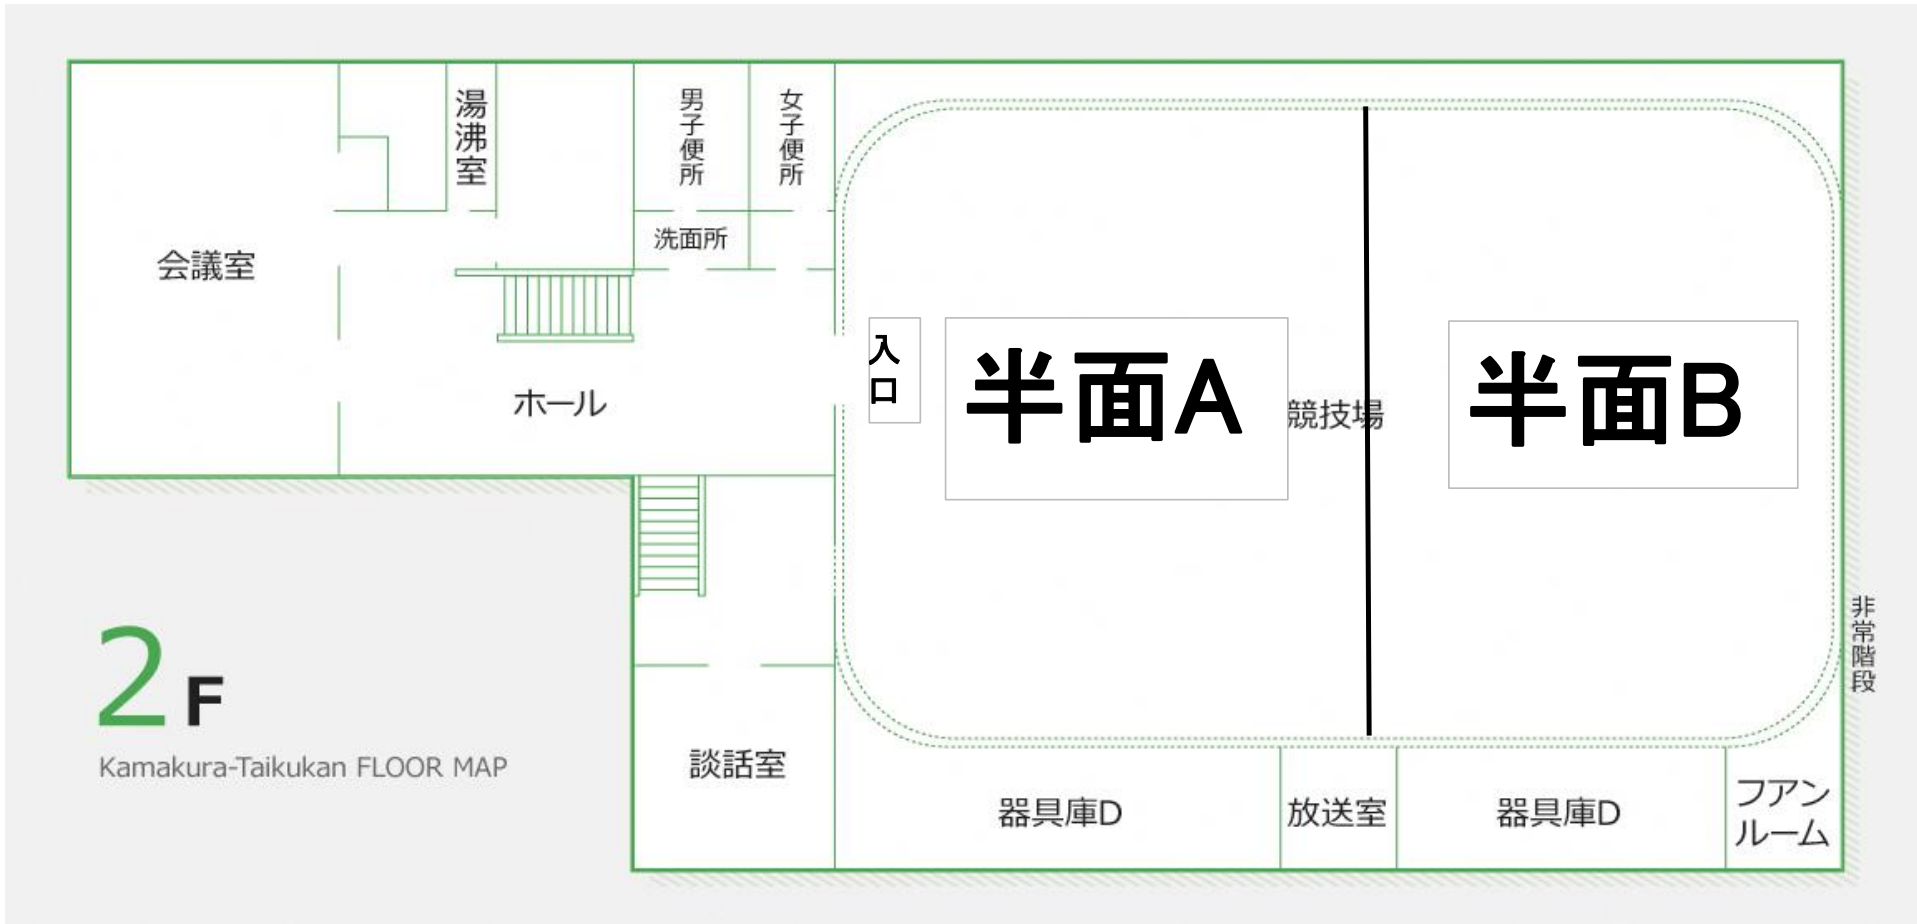 湯沸室
男子便所
女子便所
洗面所
会議室
ホール
入口
半面A
競技場
半面B
非常階段
2F
Kamakura-Taikukan FLOOR MAP
談話室
器具庫D
放送室
器具庫D
フアン
ルーム